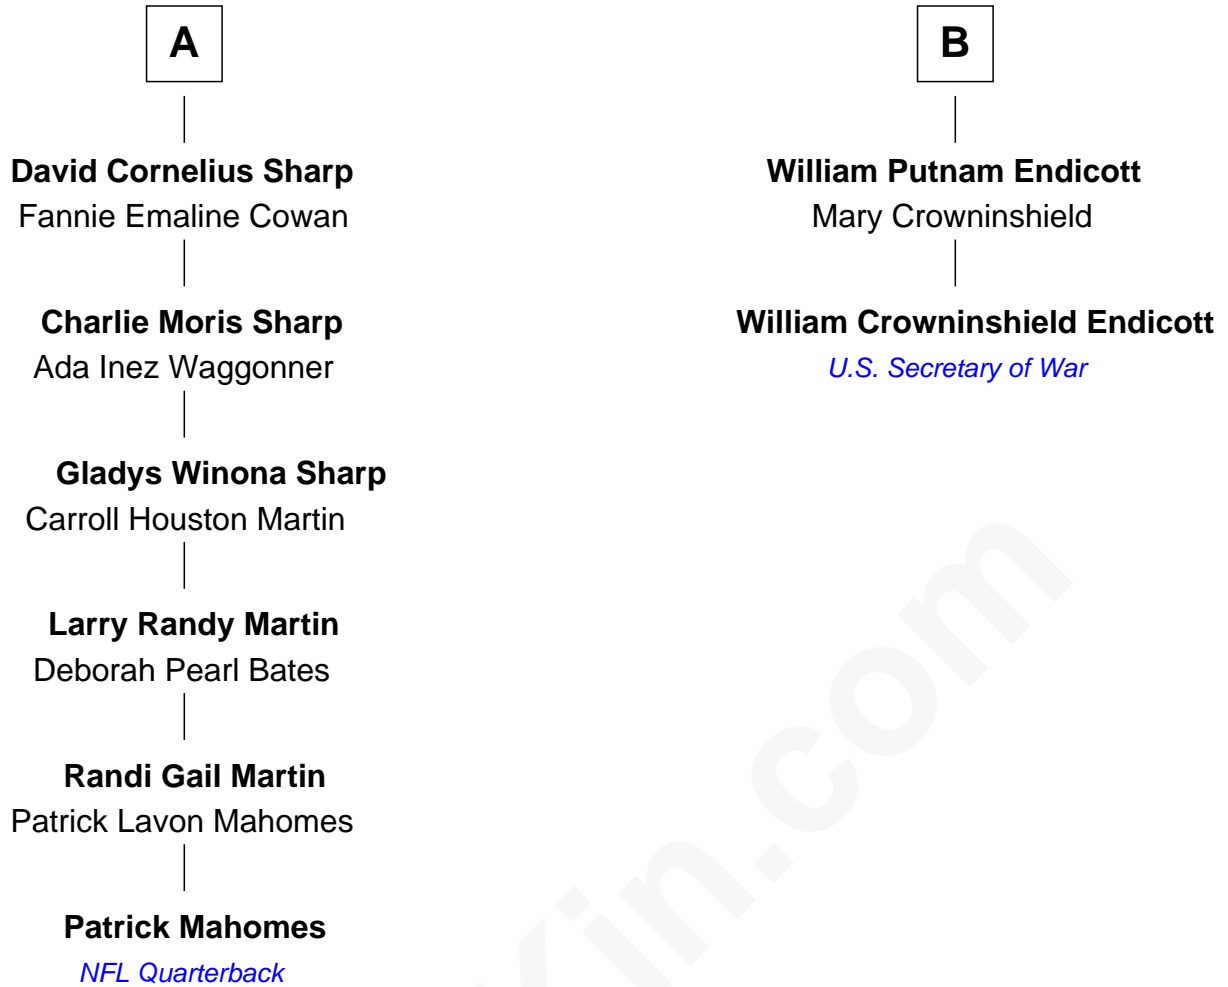 A
David Cornelius Sharp
Fannie Emaline Cowan
Charlie Moris Sharp
Ada Inez Waggonner
Gladys Winona Sharp
Carroll Houston Martin
Larry Randy Martin
Deborah Pearl Bates
Randi Gail Martin
Patrick Lavon Mahomes
Patrick Mahomes
NFL Quarterback
B
William Putnam Endicott
Mary Crowninshield
William Crowninshield Endicott
U.S. Secretary of War
Kin.com